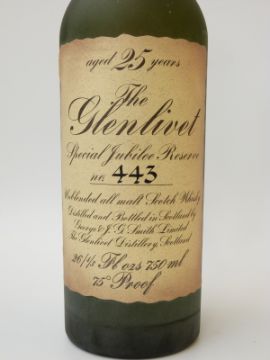 aged 25 years
The
Glenlivet
Special Jubilee Reserve
no. 443
Unblended all malt Scotch Whisky
Distilled and Bottled in Scotland by
George & J. G. Smith Limited
The Glenlivet Distillery, Scotland
26 2/5 Fl ozs 750 ml
75° Proof